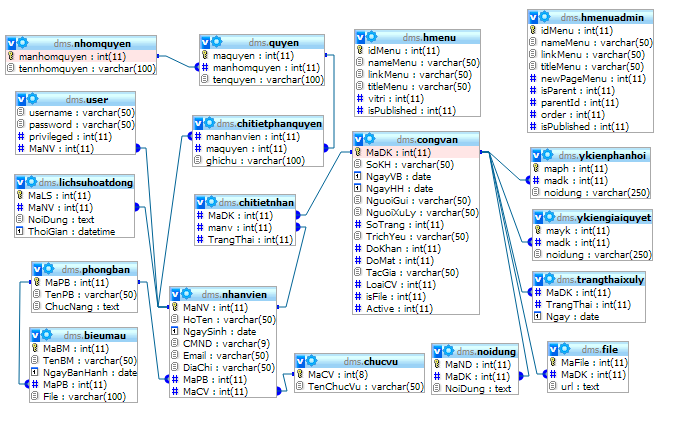 dms.nhomquyen
manhomquyen : int(11)
tennhomquyen : varchar(100)
dms.quyen
maquyen : int(11)
manhomquyen : int(11)
tenquyen : varchar(100)
dms.hmenu
idMenu : int(11)
nameMenu : varchar(50)
linkMenu : varchar(50)
titleMenu : varchar(50)
vitri : int(11)
isPublished : int(11)
dms.hmenuadmin
idMenu : int(11)
nameMenu : varchar(50)
linkMenu : varchar(50)
titleMenu : varchar(50)
newPageMenu : int(11)
isParent : int(11)
parentId : int(11)
order : int(11)
isPublished : int(11)
dms.user
username : varchar(50)
password : varchar(50)
privileged : int(11)
MaNV : int(11)
dms.chitietphanquyen
manhanvien : int(11)
maquyen : int(11)
ghichu : varchar(100)
dms.congvan
MaDK : int(11)
SoKH : varchar(50)
NgayVB : date
NgayHH : date
NguoiGui : varchar(50)
NguoiXuLy : varchar(50)
SoTrang : int(11)
TrichYeu : varchar(50)
DoKhan : int(11)
DoMat : int(11)
TacGia : varchar(50)
LoaiCV : int(11)
isFile : int(11)
Active : int(11)
dms.ykienphanhoi
maph : int(11)
madk : int(11)
noidung : varchar(250)
dms.lichsuhoatdong
MaLS : int(11)
MaNV : int(11)
NoiDung : text
ThoiGian : datetime
dms.chitietnhan
MaDK : int(11)
manv : int(11)
TrangThai : int(11)
dms.ykiengiaiquyet
mayk : int(11)
madk : int(11)
noidung : varchar(250)
dms.phongban
MaPB : int(11)
TenPB : varchar(50)
ChucNang : text
dms.nhanvien
MaNV : int(11)
HoTen : varchar(50)
NgaySinh : date
CMND : varchar(9)
Email : varchar(50)
DiaChi : varchar(50)
MaPB : int(11)
MaCV : int(11)
dms.trangthaixuly
MaDK : int(11)
TrangThai : int(11)
Ngay : date
dms.bieumau
MaBM : int(11)
TenBM : varchar(50)
NgayBanHanh : date
MaPB : int(11)
File : varchar(100)
dms.chucvu
MaCV : int(8)
TenChucVu : varchar(50)
dms.noidung
MaND : int(11)
MaDK : int(11)
NoiDung : text
dms.file
MaFile : int(11)
MaDK : int(11)
url : text